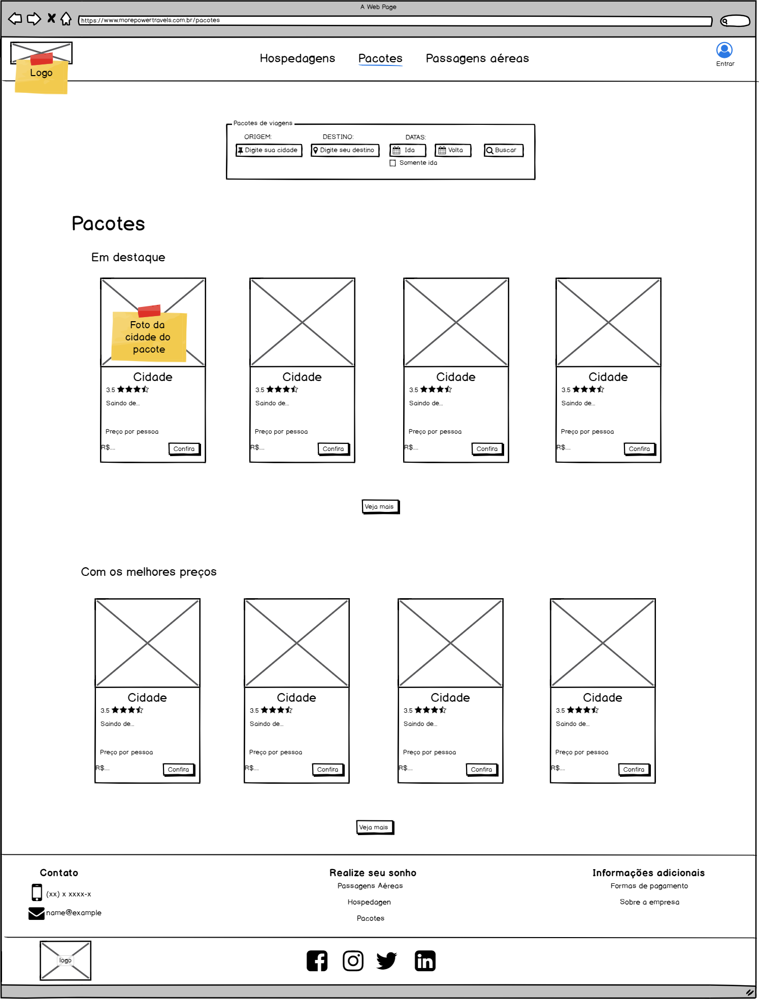 A Web Page
https://www.morepowertravels.com.br/pacotes
Logo
Hospedagens Pacotes Passagens aéreas
Entrar
Pacotes de viagens
ORIGEM: DESTINO: DATAS:
Digite sua cidade Digite seu destino Ida Volta Buscar
Somente ida
Pacotes
Em destaque
Foto da
cidade do
pacote
Cidade Cidade Cidade Cidade
3.5 3.5 3.5 3.5
Saindo de... Saindo de... Saindo de... Saindo de...
Preço por pessoa Preço por pessoa Preço por pessoa Preço por pessoa
R$.... Confira R$.... Confira R$.... Confira R$.... Confira
Veja mais
Com os melhores preços
Cidade Cidade Cidade Cidade
3.5 3.5 3.5 3.5
Saindo de... Saindo de... Saindo de... Saindo de...
Preço por pessoa Preço por pessoa Preço por pessoa Preço por pessoa
R$.... Confira R$.... Confira R$.... Confira R$.... Confira
Veja mais
Contato
(xx) x xxxx-x
name@example
Realize seu sonho
Passagens Aéreas
Hospedagen
Pacotes
Informações adicionais
Formas de pagamento
Sobre a empresa
logo